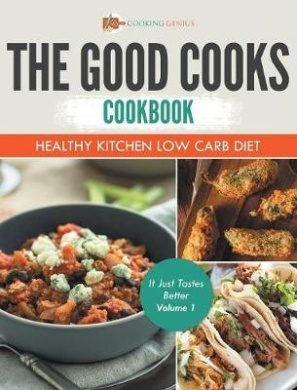 COOKING GENIUS
THE GOOD COOKS
COOKBOOK
HEALTHY KITCHEN LOW CARB DIET
It Just Tastes
Better
Volume 1